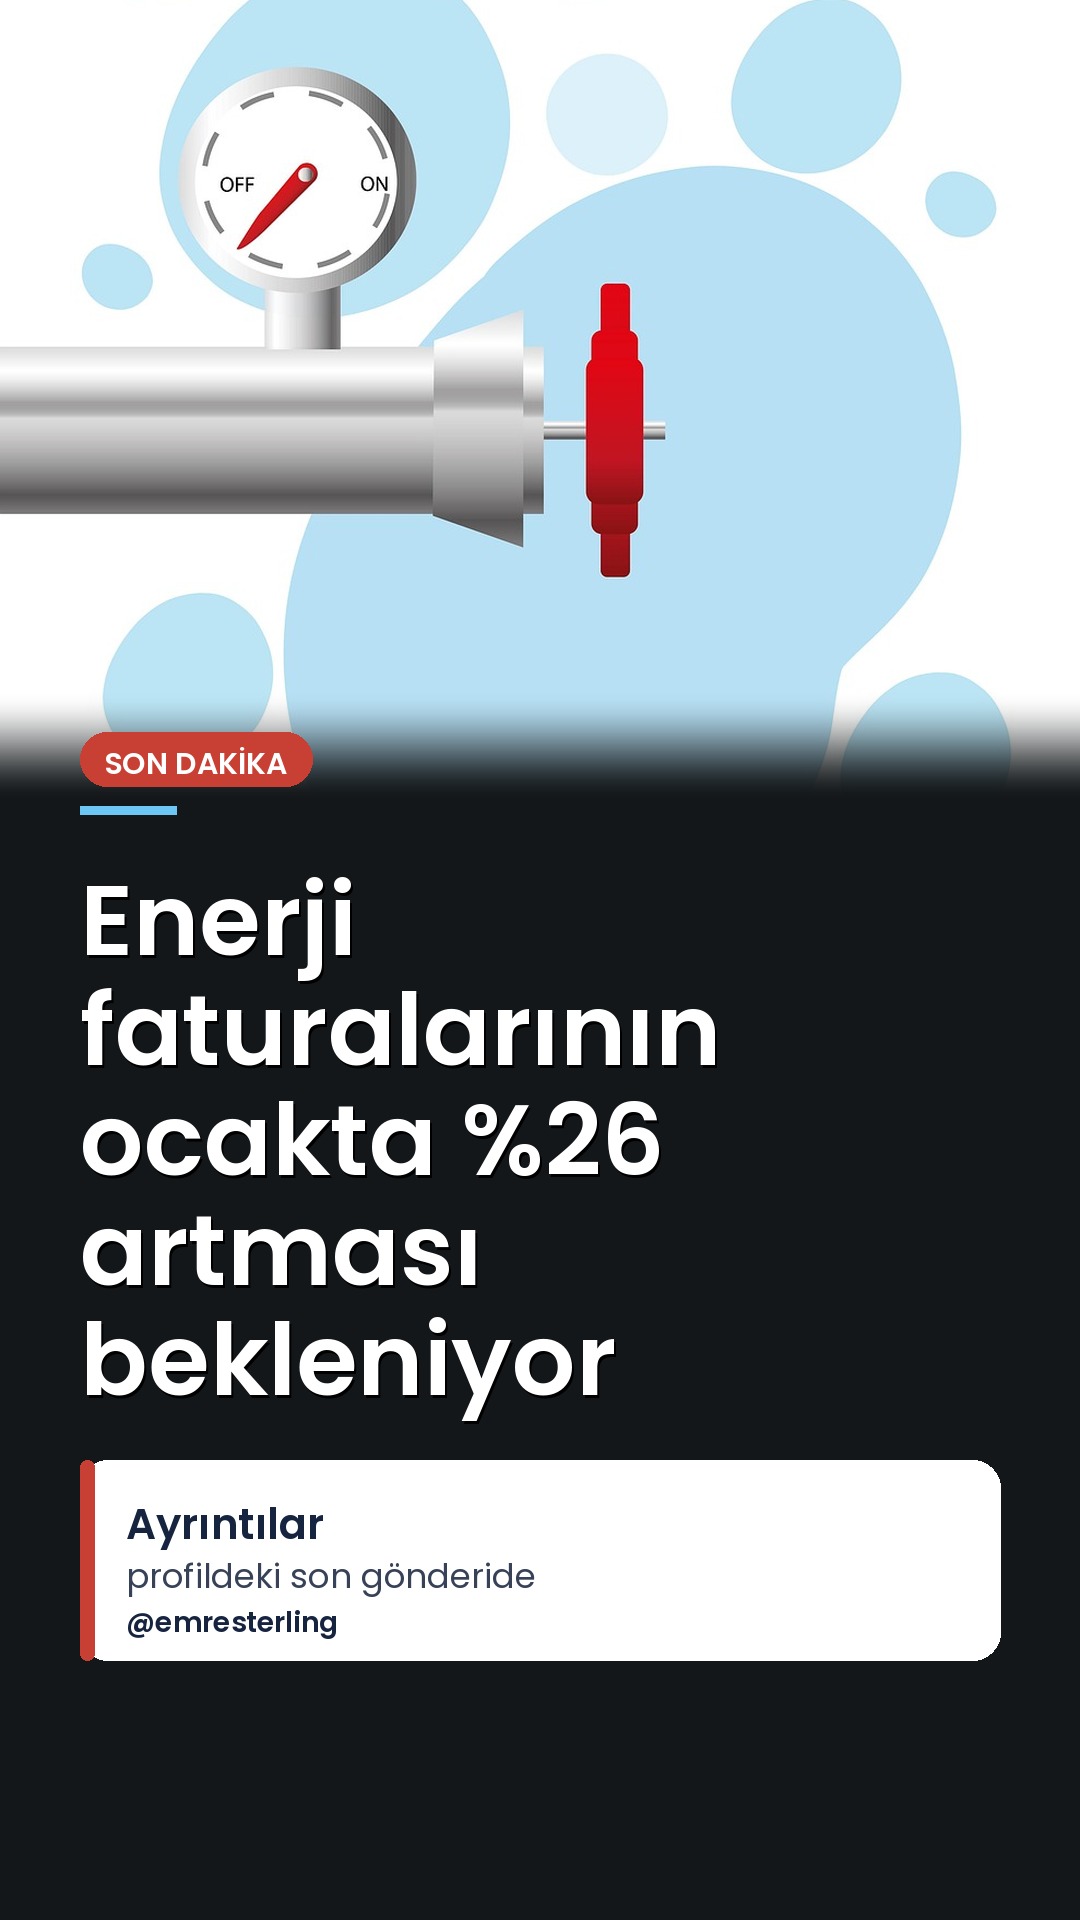 OFF ON
SON DAKİKA
Enerji
faturalarının
ocakta %26
artması
bekleniyor
Ayrıntılar
profildeki son gönderide
@emresterling